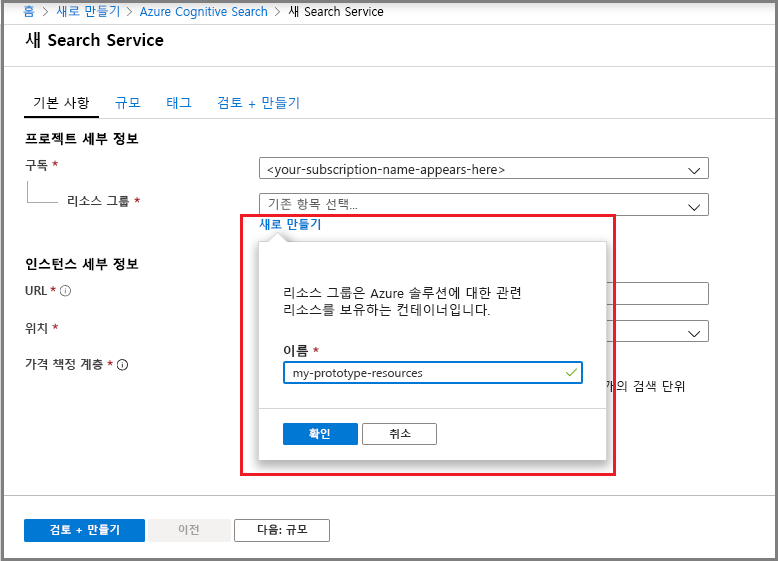 홈 > 새로 만들기 > Azure Cognitive Search > 새 Search Service
새 Search Service
기본 사항 규모 태그 검토 + 만들기
프로젝트 세부 정보
구독 *
<your-subscription-name-appears-here>
리소스 그룹 *
기존 항목 선택...
새로 만들기
리소스 그룹은 Azure 솔루션에 대한 관련
리소스를 보유하는 컨테이너입니다.
이름 *
my-prototype-resources
확인 취소
인스턴스 세부 정보
URL *
위치 *
가격 책정 계층 *
개의 검색 단위
검토 + 만들기 이전 다음: 규모